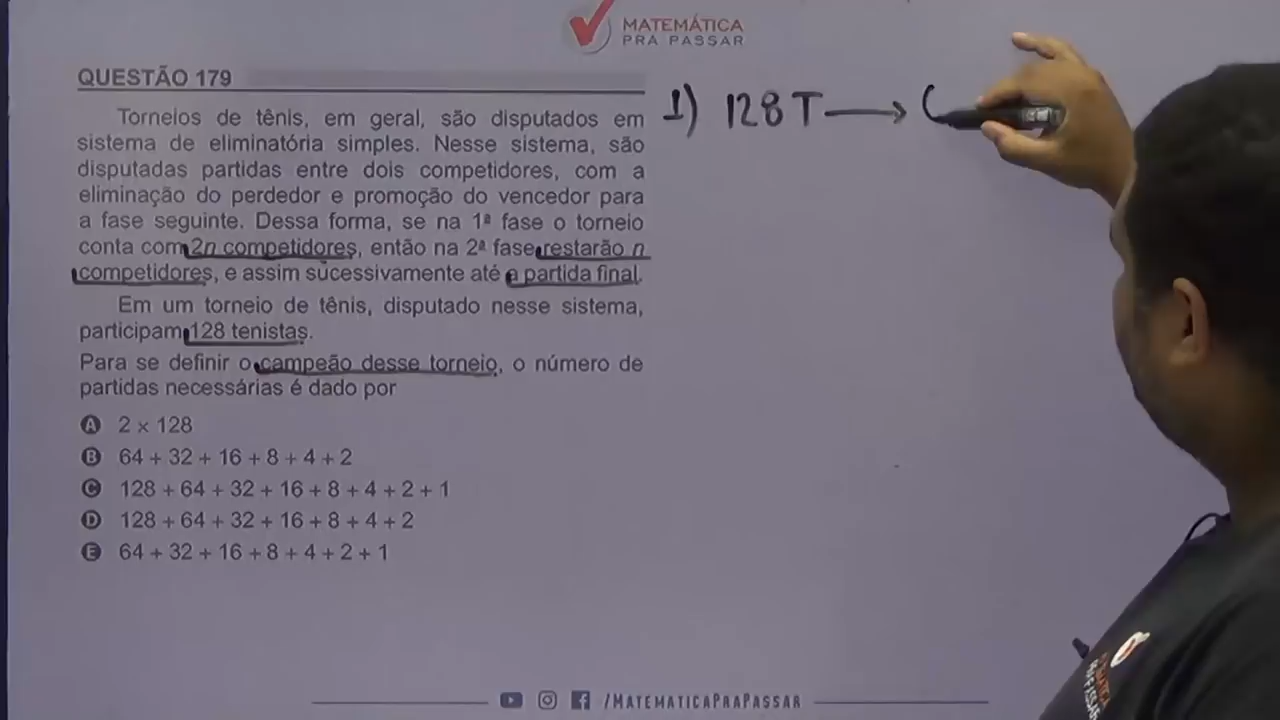 MATEMÁTICA
PRA PASSAR
QUESTÃO 179
Torneios de tênis, em geral, são disputados em
sistema de eliminatória simples. Nesse sistema, são
disputadas partidas entre dois competidores, com a
eliminação do perdedor e promoção do vencedor para
a fase seguinte. Dessa forma, se na 1ª fase o torneio
conta com 2n competidores, então na 2ª fase restarão n
competidores, e assim sucessivamente até a partida final.
Em um torneio de tênis, disputado nesse sistema,
participam 128 tenistas.
Para se definir o campeão desse torneio, o número de
partidas necessárias é dado por
A 2 × 128
B 64 + 32 + 16 + 8 + 4 + 2
C 128 + 64 + 32 + 16 + 8 + 4 + 2 + 1
D 128 + 64 + 32 + 16 + 8 + 4 + 2
E 64 + 32 + 16 + 8 + 4 + 2 + 1
1) 128 T → (
/MATEMATICAPRAPASSAR